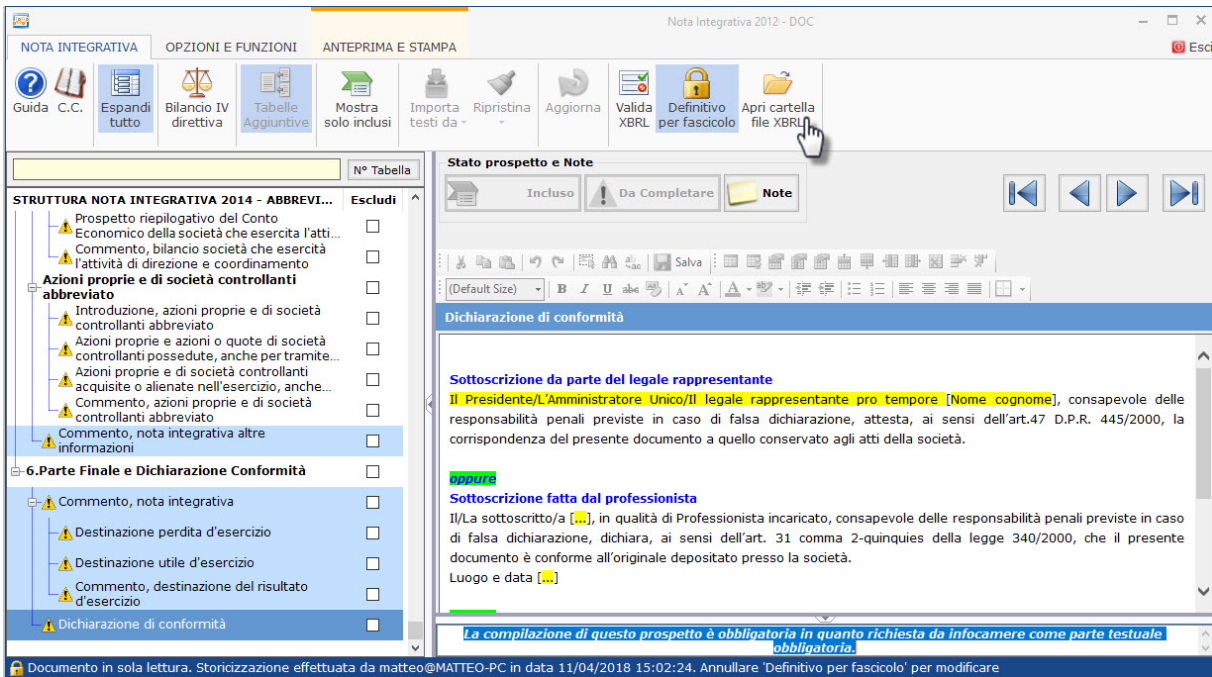 Nota Integrativa 2012 - DOC
NOTA INTEGRATIVA OPZIONI E FUNZIONI ANTEPRIMA E STAMPA Esci
Guida C.C. Espandi tutto Bilancio IV direttiva Tabelle Aggiuntive Mostra solo inclusi Importa testi da Ripristina Aggiorna Valida XBRL Definitivo per fascicolo Apri cartella file XBRL
N° Tabella
STRUTTURA NOTA INTEGRATIVA 2014 - ABBREVI... Escludi
Prospetto riepilogativo del Conto
Economico della società che esercita l'atti...
Commento, bilancio società che esercità
l'attività di direzione e coordinamento
Azioni proprie e di società controllanti
abbreviato
Introduzione, azioni proprie e di società
controllanti abbreviato
Azioni proprie e azioni o quote di società
controllanti possedute, anche per tramite...
Azioni proprie e di società controllanti
acquisite o alienate nell'esercizio, anche...
Commento, azioni proprie e di società
controllanti abbreviato
Commento, nota integrativa altre
informazioni
6.Parte Finale e Dichiarazione Conformità
Commento, nota integrativa
Destinazione perdita d'esercizio
Destinazione utile d'esercizio
Commento, destinazione del risultato
d'esercizio
Dichiarazione di conformità
Stato prospetto e Note
Incluso Da Completare Note
Salva
(Default Size) B I U abc A A A
Dichiarazione di conformità
Sottoscrizione da parte del legale rappresentante
Il Presidente/L'Amministratore Unico/Il legale rappresentante pro tempore [Nome cognome], consapevole delle
responsabilità penali previste in caso di falsa dichiarazione, attesta, ai sensi dell'art.47 D.P.R. 445/2000, la
corrispondenza del presente documento a quello conservato agli atti della società.
oppure
Sottoscrizione fatta dal professionista
Il/La sottoscritto/a [...], in qualità di Professionista incaricato, consapevole delle responsabilità penali previste in caso
di falsa dichiarazione, dichiara, ai sensi dell'art. 31 comma 2-quinquies della legge 340/2000, che il presente
documento è conforme all'originale depositato presso la società.
Luogo e data [...]
La compilazione di questo prospetto è obbligatoria in quanto richiesta da infocamere come parte testuale
obbligatoria.
Documento in sola lettura. Storicizzazione effettuata da matteo@MATTEO-PC in data 11/04/2018 15:02:24. Annullare 'Definitivo per fascicolo' per modificare